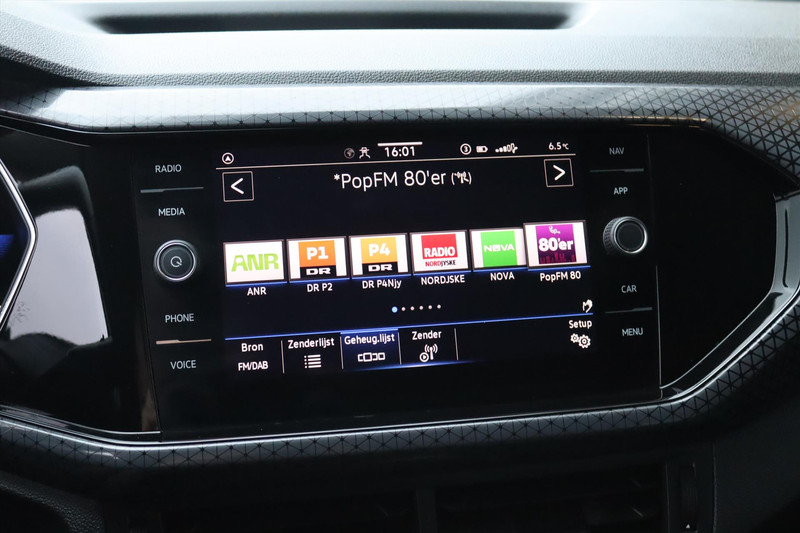 RADIO
MEDIA
PHONE
VOICE
16:01
3
6.5°C
*PopFM 80'er
ANR
P1
DR
P4
DR
RADIO
NORDJYSKE
NOVA
80'er
ANR
DR P2
DR P4Njy
NORDJSKE
NOVA
PopFM 80
Setup
Bron
FM/DAB
Zenderlijst
Geheug.lijst
Zender
NAV
APP
CAR
MENU